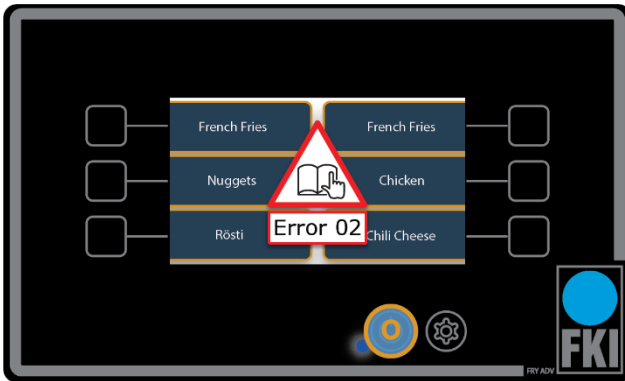 French Fries
French Fries
Nuggets
Chicken
Rösti
Error 02
Chili Cheese
O
FKI
FRY ADV